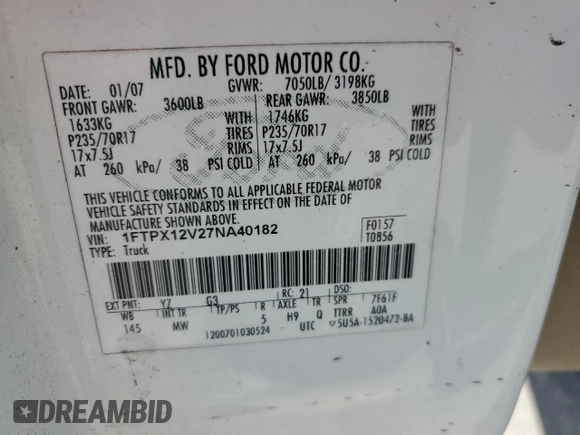 MFD. BY FORD MOTOR CO.
DATE: 01/07 GVWR: 7050LB/ 3198KG
FRONT GAWR: 3600LB REAR GAWR: 3850LB
1633KG WITH 1746KG WITH
P235/70R17 TIRES P235/70R17 TIRES
17x7.5J RIMS 17x7.5J RIMS
AT 260 kPa/ 38 PSI COLD AT 260 kPa/ 38 PSI COLD
THIS VEHICLE CONFORMS TO ALL APPLICABLE FEDERAL MOTOR
VEHICLE SAFETY STANDARDS IN EFFECT ON THE DATE OF
MANUFACTURE SHOWN ABOVE.
VIN: 1FTPX12V27NA40182 F0157
TYPE: Truck T0B56
EXT PNT: YZ G3 RC: 21 DSO:
WB INT TR TP/PS R AXLE TR SPR 7F61F
145 MW 5 H9 Q TTRR A0A
1200701030524 UTC ▽5U5A-1520472-BA
Ford
DREAMBID